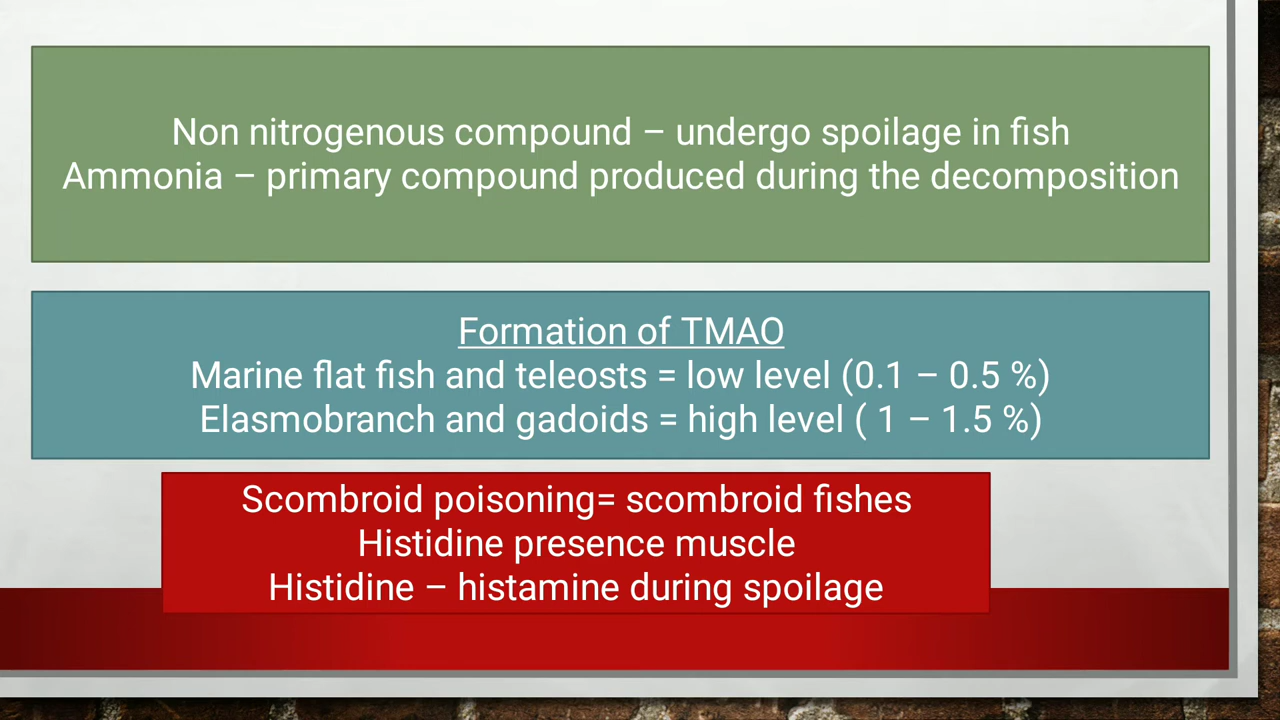 Non nitrogenous compound – undergo spoilage in fish
Ammonia – primary compound produced during the decomposition
Formation of TMAO
Marine flat fish and teleosts = low level (0.1 – 0.5 %)
Elasmobranch and gadoids = high level ( 1 – 1.5 %)
Scombroid poisoning= scombroid fishes
Histidine presence muscle
Histidine – histamine during spoilage